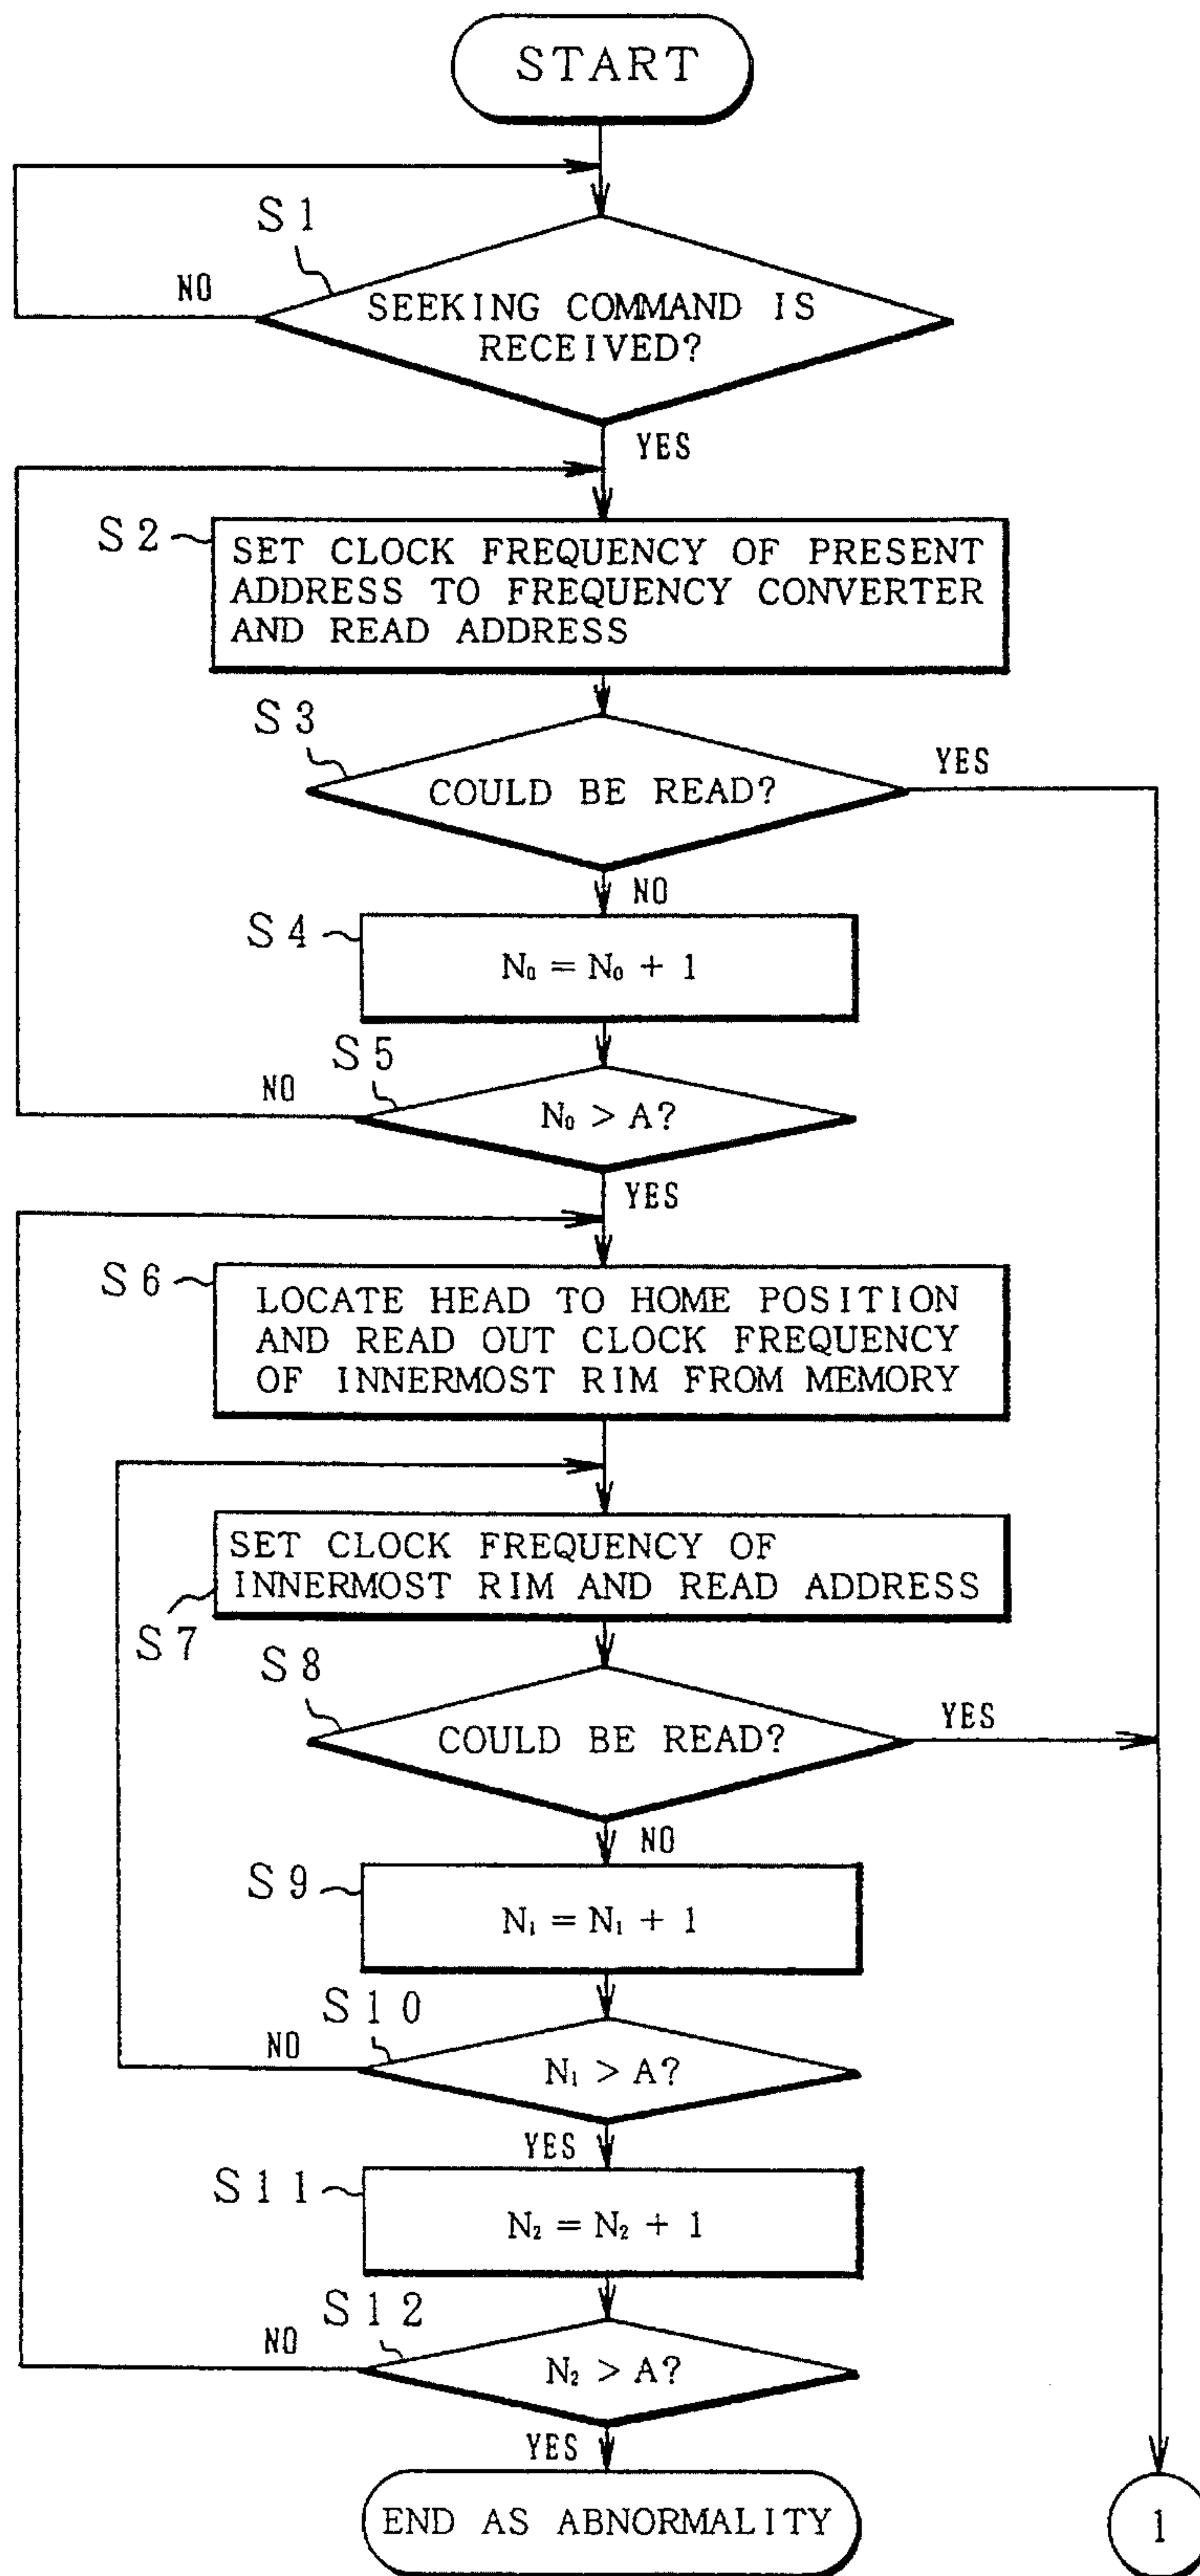 START
S1
NO
SEEKING COMMAND IS
RECEIVED?
YES
S2
SET CLOCK FREQUENCY OF PRESENT
ADDRESS TO FREQUENCY CONVERTER
AND READ ADDRESS
S3
YES
COULD BE READ?
NO
S4
N₀ = N₀ + 1
S5
NO
N₀ > A?
YES
S6
LOCATE HEAD TO HOME POSITION
AND READ OUT CLOCK FREQUENCY
OF INNERMOST RIM FROM MEMORY
SET CLOCK FREQUENCY OF
INNERMOST RIM AND READ ADDRESS
S7
S8
YES
COULD BE READ?
NO
S9
N₁ = N₁ + 1
S10
NO
N₁ > A?
YES
S11
N₂ = N₂ + 1
S12
NO
N₂ > A?
YES
END AS ABNORMALITY
1